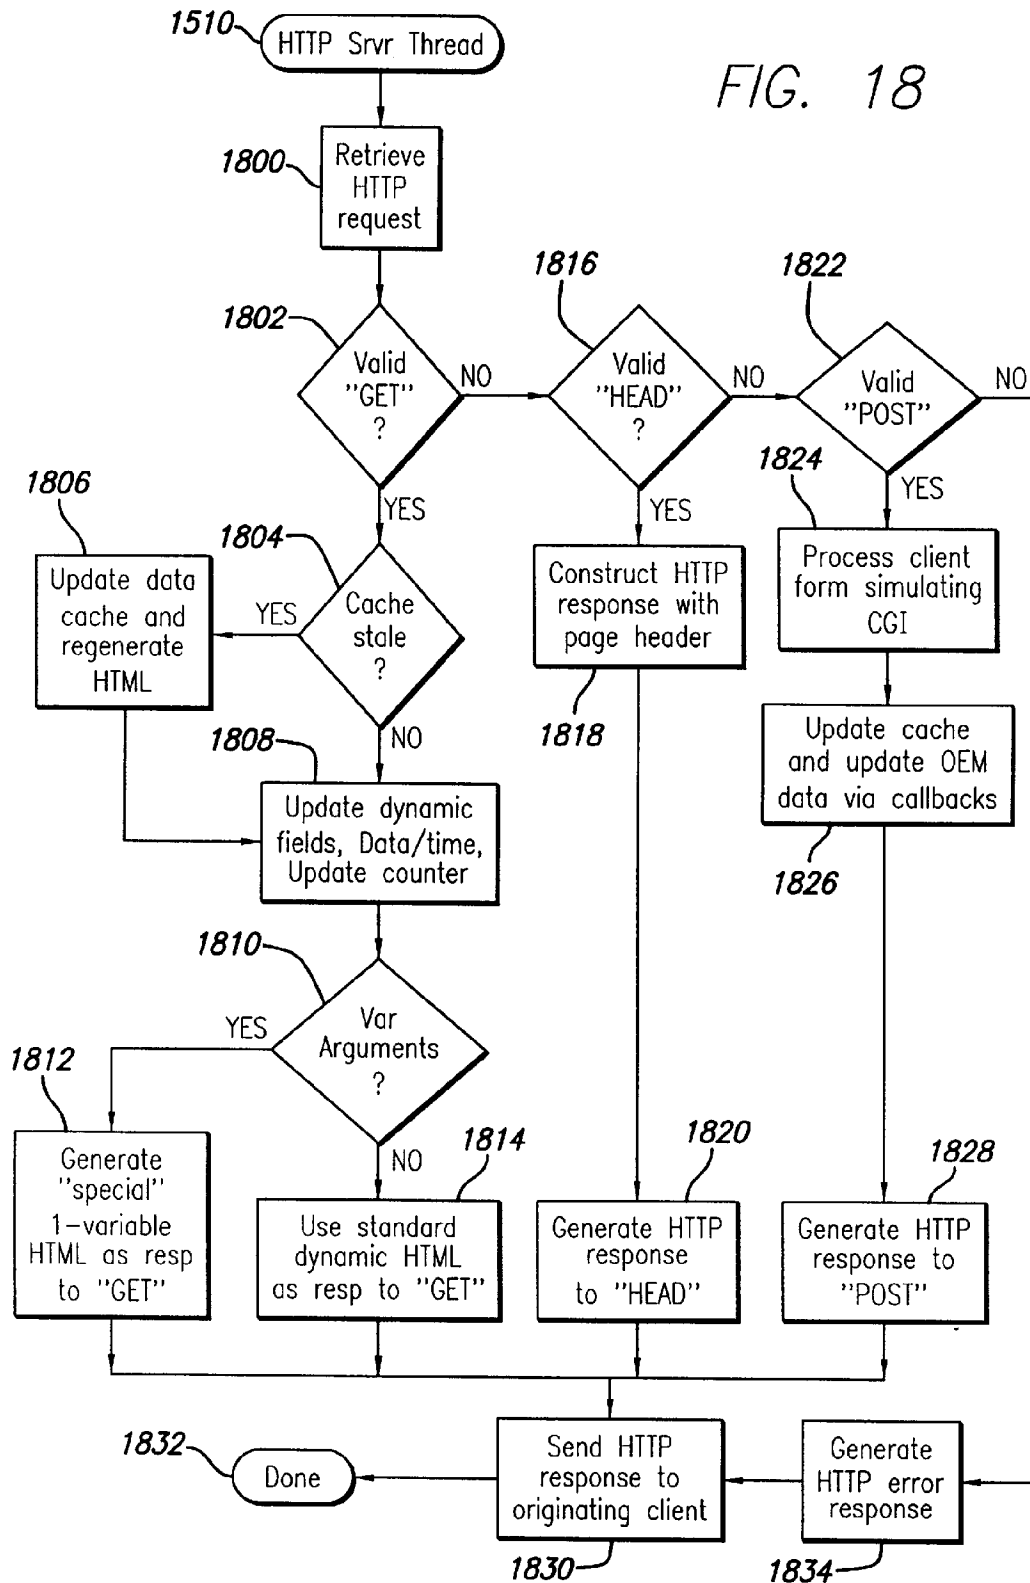 1510
HTTP Srvr Thread
FIG. 18
1800
Retrieve
HTTP
request
1802
Valid
"GET"
?
NO
YES
1816
Valid
"HEAD"
?
NO
YES
1822
Valid
"POST"
NO
YES
1806
Update data
cache and
regenerate
HTML
1804
Cache
stale
?
YES
NO
Construct HTTP
response with
page header
1818
1824
Process client
form simulating
CGI
Update cache
and update OEM
data via callbacks
1826
1808
Update dynamic
fields, Data/time,
Update counter
1810
Var
Arguments
?
YES
NO
1812
Generate
"special"
1-variable
HTML as resp
to "GET"
1814
Use standard
dynamic HTML
as resp to "GET"
1820
Generate HTTP
response
to "HEAD"
1828
Generate HTTP
response to
"POST"
1832
Done
Send HTTP
response to
originating client
1830
Generate
HTTP error
response
1834